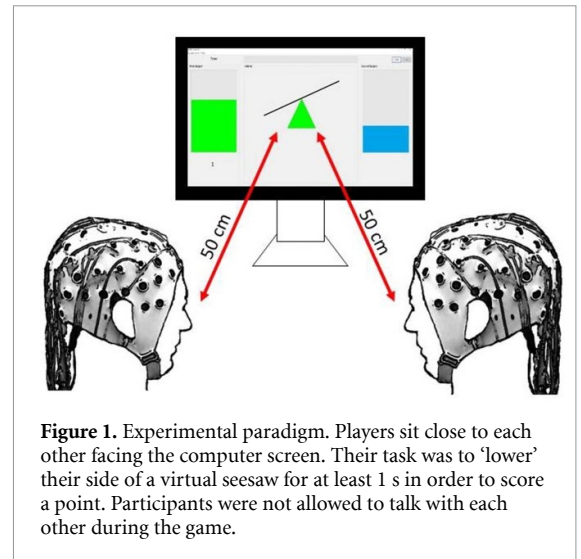 50 cm
50 cm
1
Figure 1. Experimental paradigm. Players sit close to each
other facing the computer screen. Their task was to ‘lower’
their side of a virtual seesaw for at least 1 s in order to score
a point. Participants were not allowed to talk with each
other during the game.